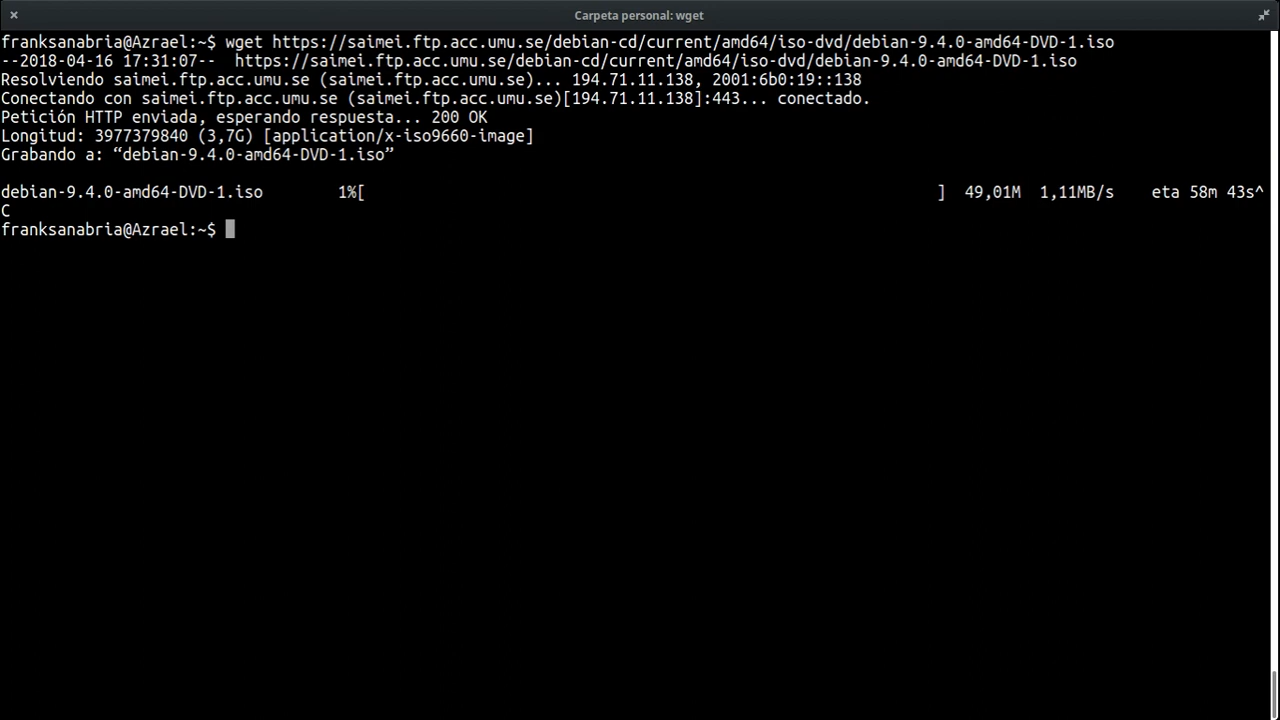 Carpeta personal: wget
franksanabria@Azrael:~$ wget https://saimei.ftp.acc.umu.se/debian-cd/current/amd64/iso-dvd/debian-9.4.0-amd64-DVD-1.iso
--2018-04-16 17:31:07--  https://saimei.ftp.acc.umu.se/debian-cd/current/amd64/iso-dvd/debian-9.4.0-amd64-DVD-1.iso
Resolviendo saimei.ftp.acc.umu.se (saimei.ftp.acc.umu.se)... 194.71.11.138, 2001:6b0:19::138
Conectando con saimei.ftp.acc.umu.se (saimei.ftp.acc.umu.se)[194.71.11.138]:443... conectado.
Petición HTTP enviada, esperando respuesta... 200 OK
Longitud: 3977379840 (3,7G) [application/x-iso9660-image]
Grabando a: “debian-9.4.0-amd64-DVD-1.iso”
debian-9.4.0-amd64-DVD-1.iso        1%[                                                             ]  49,01M  1,11MB/s    eta 58m 43s^
C
franksanabria@Azrael:~$